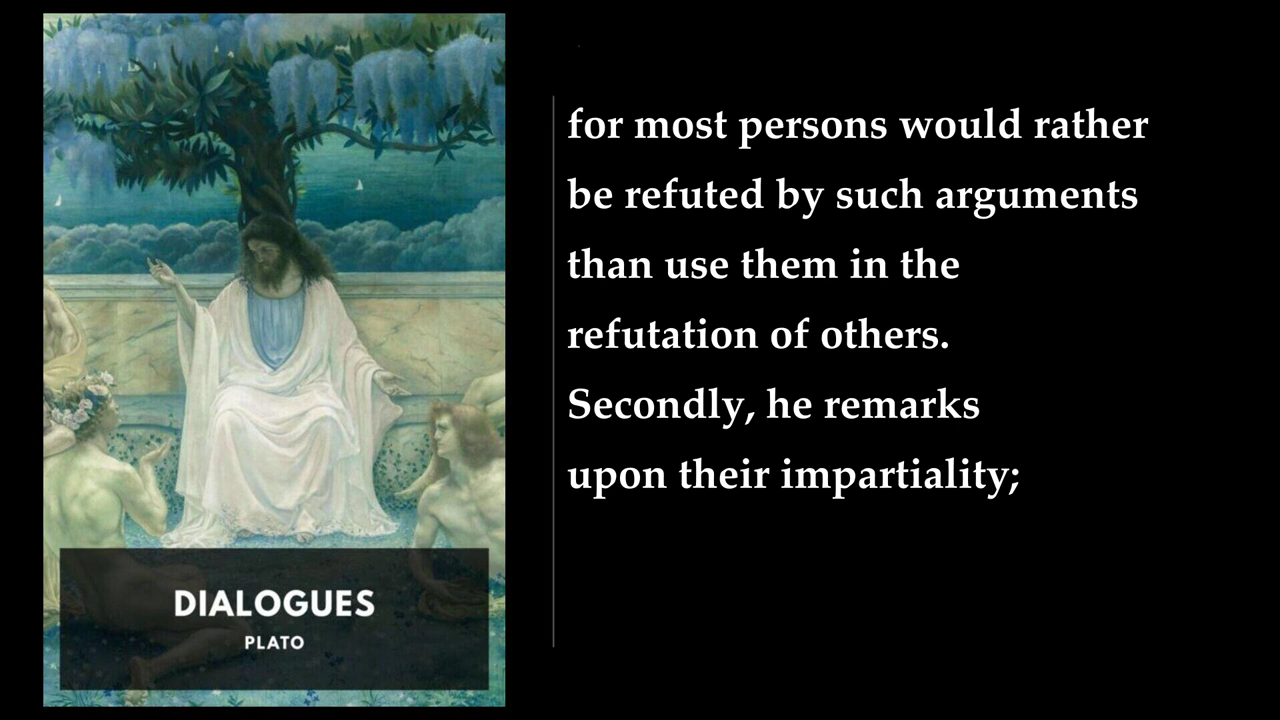 DIALOGUES
PLATO
for most persons would rather
be refuted by such arguments
than use them in the
refutation of others.
Secondly, he remarks
upon their impartiality;